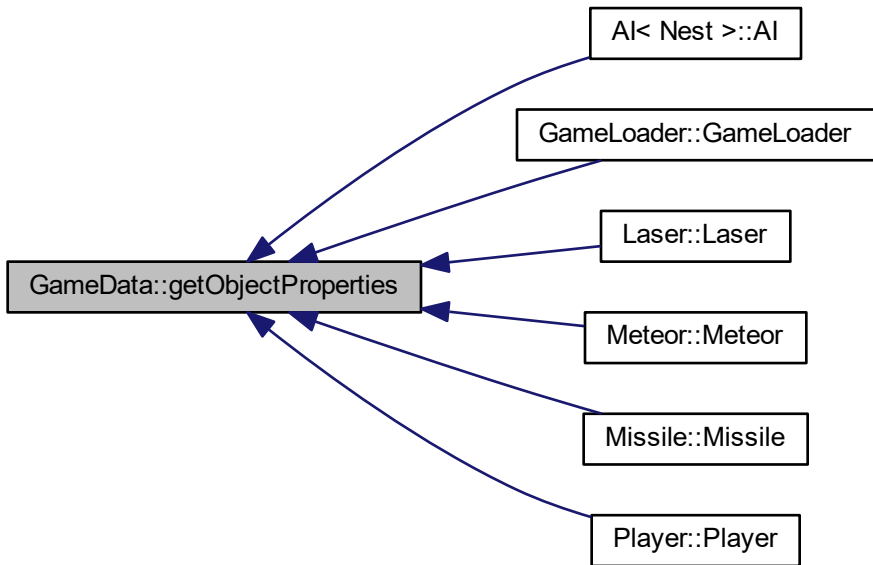 AI< Nest >::AI
GameLoader::GameLoader
Laser::Laser
GameData::getObjectProperties
Meteor::Meteor
Missile::Missile
Player::Player